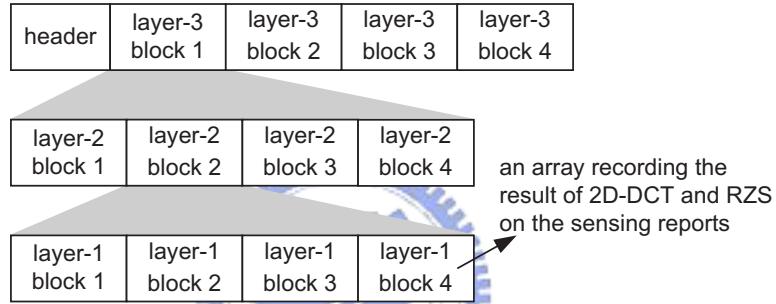 header
layer-3
block 1
layer-3
block 2
layer-3
block 3
layer-3
block 4
layer-2
block 1
layer-2
block 2
layer-2
block 3
layer-2
block 4
an array recording the
result of 2D-DCT and RZS
on the sensing reports
layer-1
block 1
layer-1
block 2
layer-1
block 3
layer-1
block 4